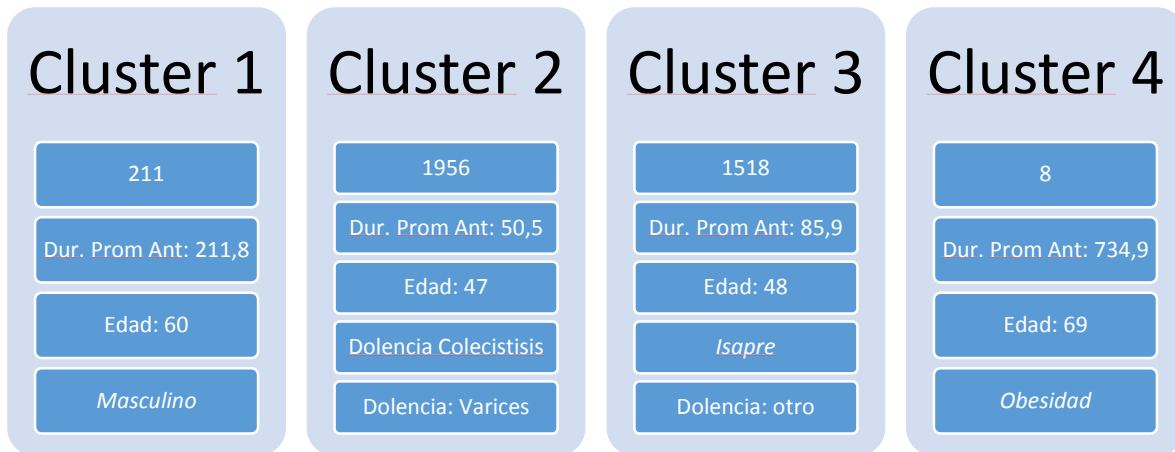 Cluster 1
211
Dur. Prom Ant: 211,8
Edad: 60
Masculino
Cluster 2
1956
Dur. Prom Ant: 50,5
Edad: 47
Dolencia Colecistisis
Dolencia: Varices
Cluster 3
1518
Dur. Prom Ant: 85,9
Edad: 48
Isapre
Dolencia: otro
Cluster 4
8
Dur. Prom Ant: 734,9
Edad: 69
Obesidad